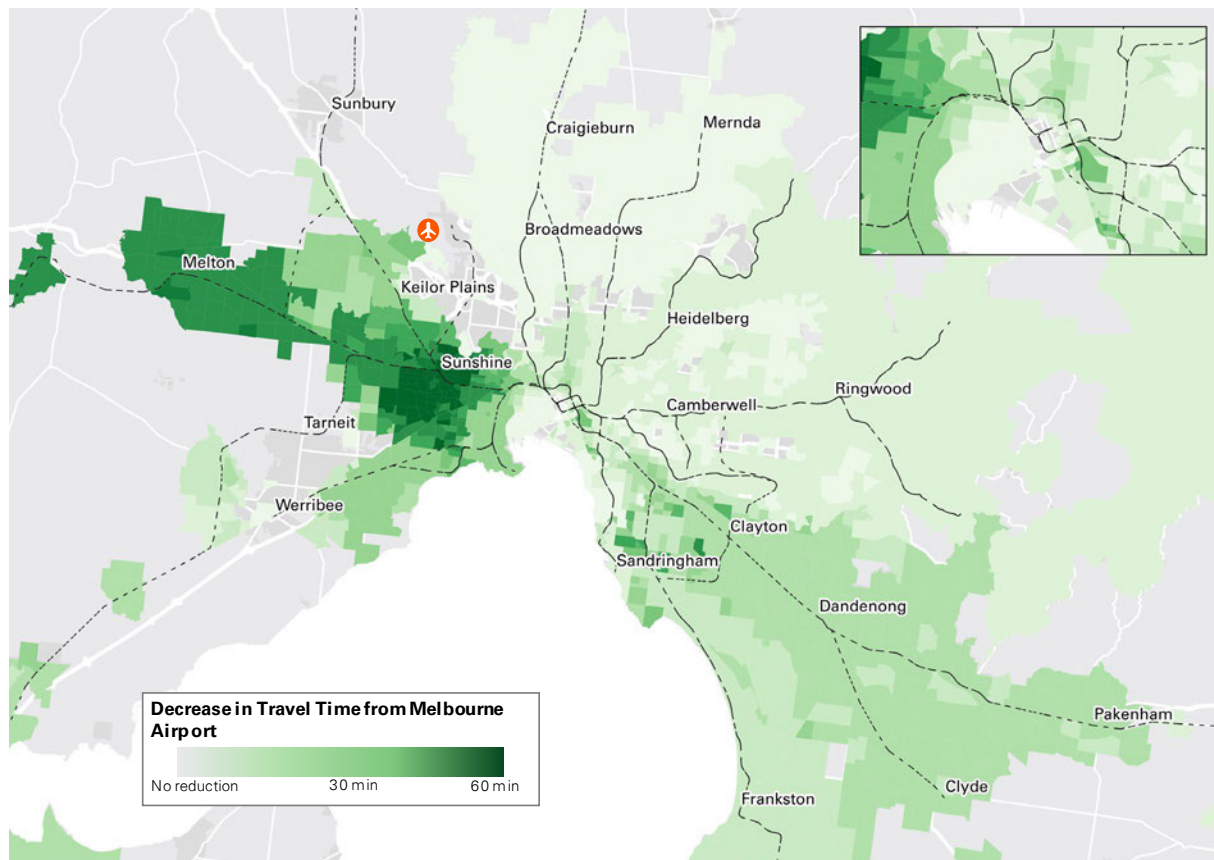 Sunbury
Craigieburn
Mernda
Broadmeadows
Melton
Keilor Plains
Heidelberg
Sunshine
Ringwood
Camberwell
Tarneit
Werribee
Clayton
Sandringham
Dandenong
Pakenham
Clyde
Frankston
Decrease in Travel Time from Melbourne
Airport
No reduction 30 min 60 min